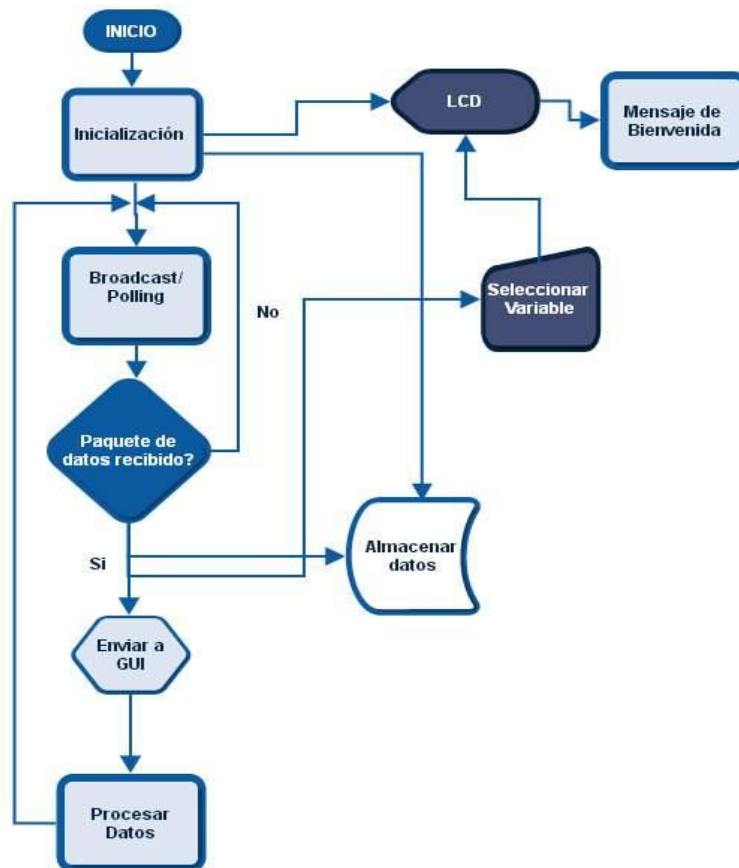 INICIO
Inicialización
LCD
Mensaje de
Bienvenida
Broadcast/
Polling
No
Seleccionar
Variable
Paquete de
datos recibido?
Si
Almacenar
datos
Enviar a
GUI
Procesar
Datos